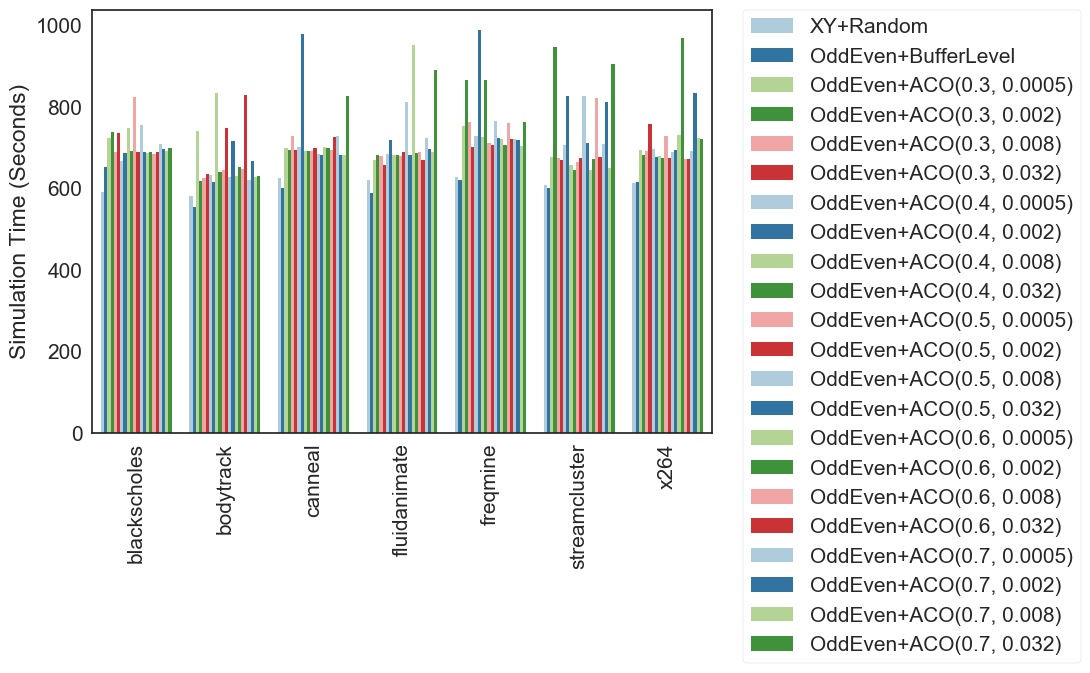 1000
800
600
400
200
0
Simulation Time (Seconds)
blackscholes
bodytrack
canneal
fluidanimate
freqmine
streamcluster
x264
XY+Random
OddEven+BufferLevel
OddEven+ACO(0.3, 0.0005)
OddEven+ACO(0.3, 0.002)
OddEven+ACO(0.3, 0.008)
OddEven+ACO(0.3, 0.032)
OddEven+ACO(0.4, 0.0005)
OddEven+ACO(0.4, 0.002)
OddEven+ACO(0.4, 0.008)
OddEven+ACO(0.4, 0.032)
OddEven+ACO(0.5, 0.0005)
OddEven+ACO(0.5, 0.002)
OddEven+ACO(0.5, 0.008)
OddEven+ACO(0.5, 0.032)
OddEven+ACO(0.6, 0.0005)
OddEven+ACO(0.6, 0.002)
OddEven+ACO(0.6, 0.008)
OddEven+ACO(0.6, 0.032)
OddEven+ACO(0.7, 0.0005)
OddEven+ACO(0.7, 0.002)
OddEven+ACO(0.7, 0.008)
OddEven+ACO(0.7, 0.032)